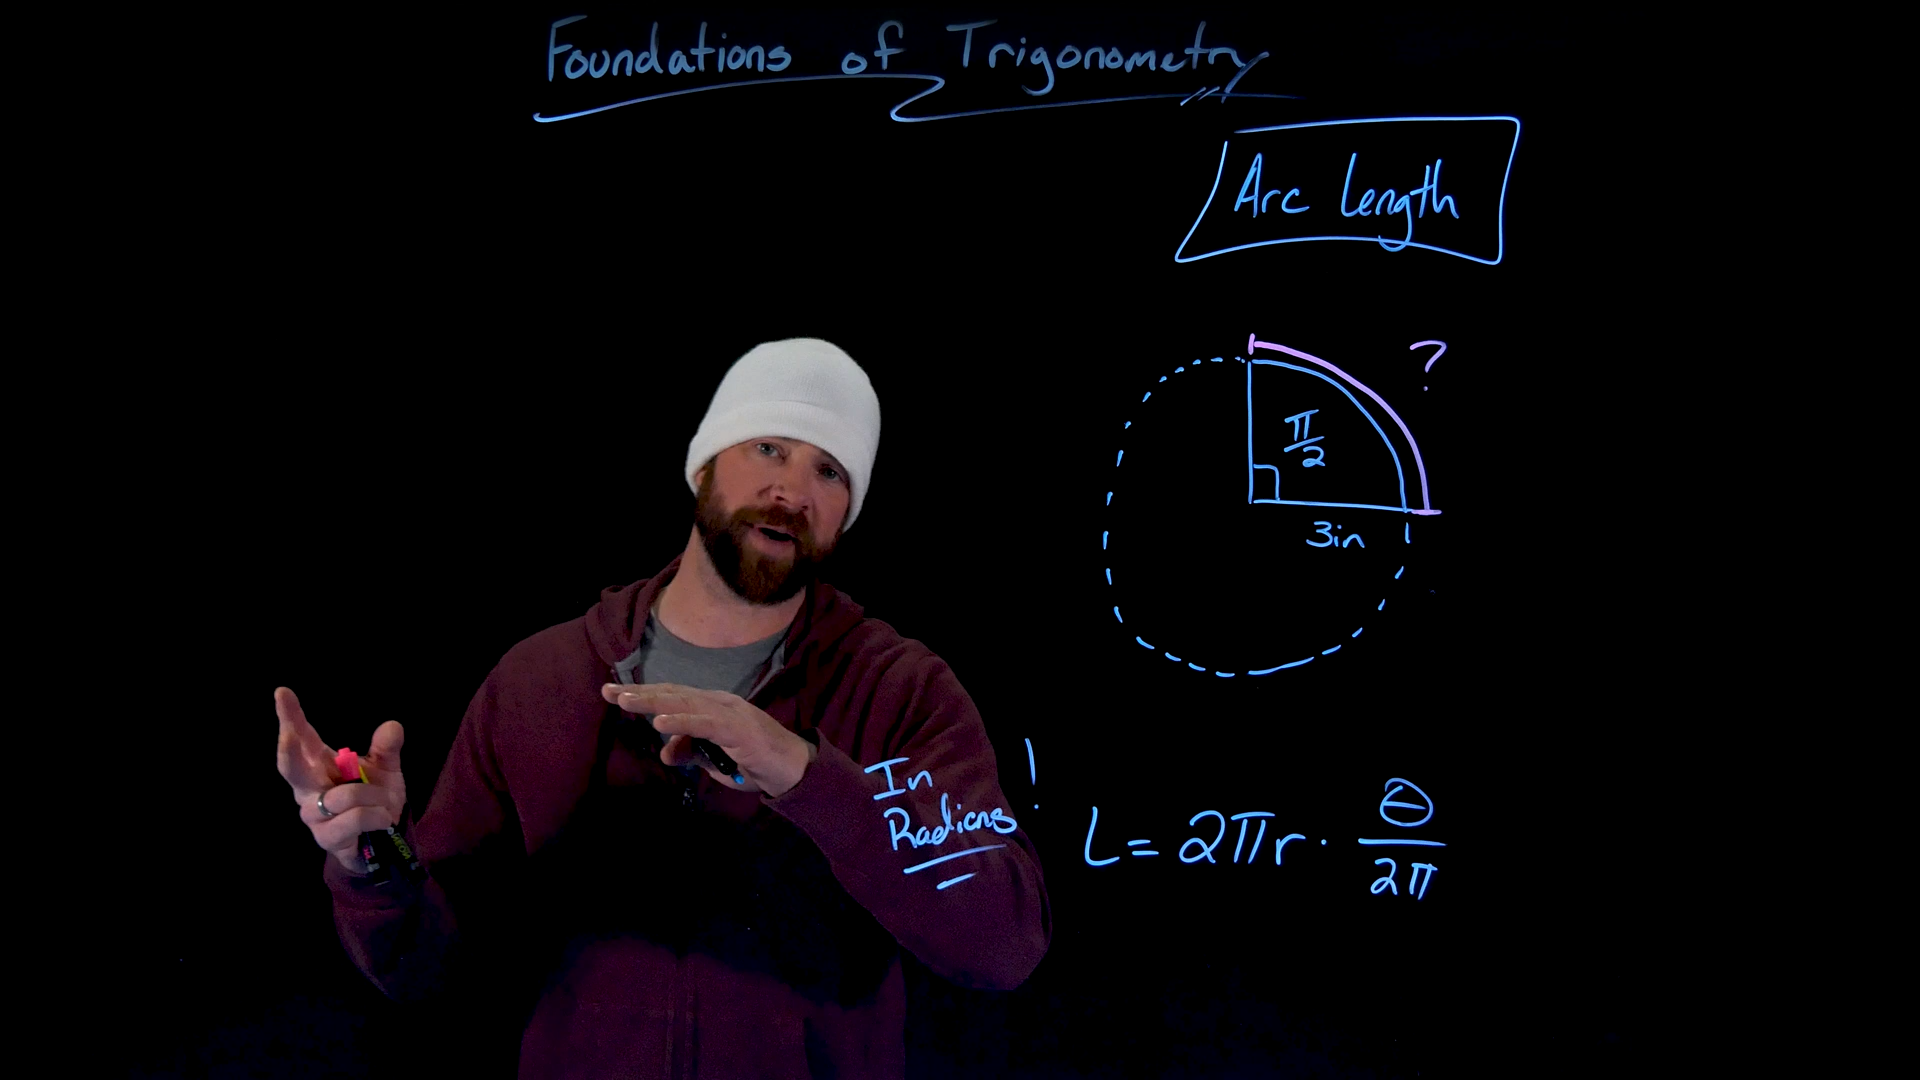 Foundations of Trigonometry
Arc Length
?
π/2
3in
In
Radians!
L = 2πr · θ/2π